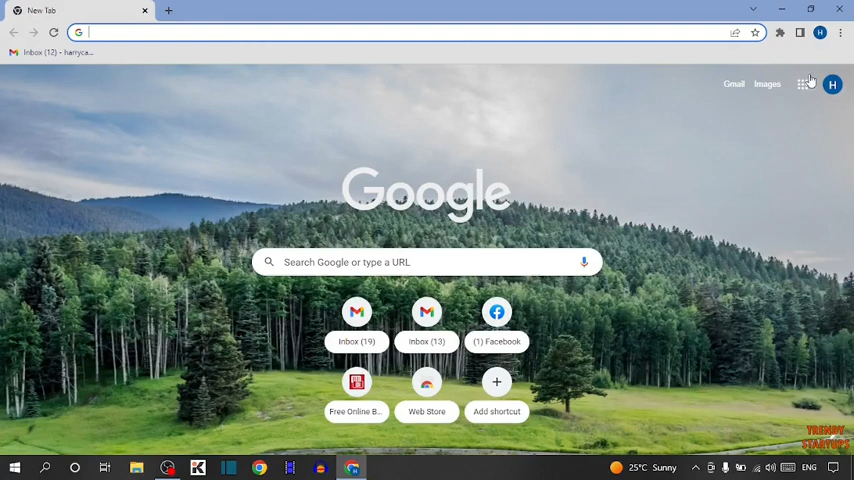 New Tab
H
Inbox (12) - harryca...
Gmail
Images
H
Google
Search Google or type a URL
Inbox (19)
Inbox (13)
(1) Facebook
Free Online B...
Web Store
Add shortcut
TRENDY
STARTUPS
25°C Sunny
ENG